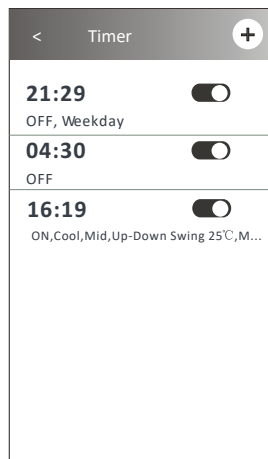 < Timer +
21:29
OFF, Weekday
04:30
OFF
16:19
ON,Cool,Mid,Up-Down Swing 25℃,M...